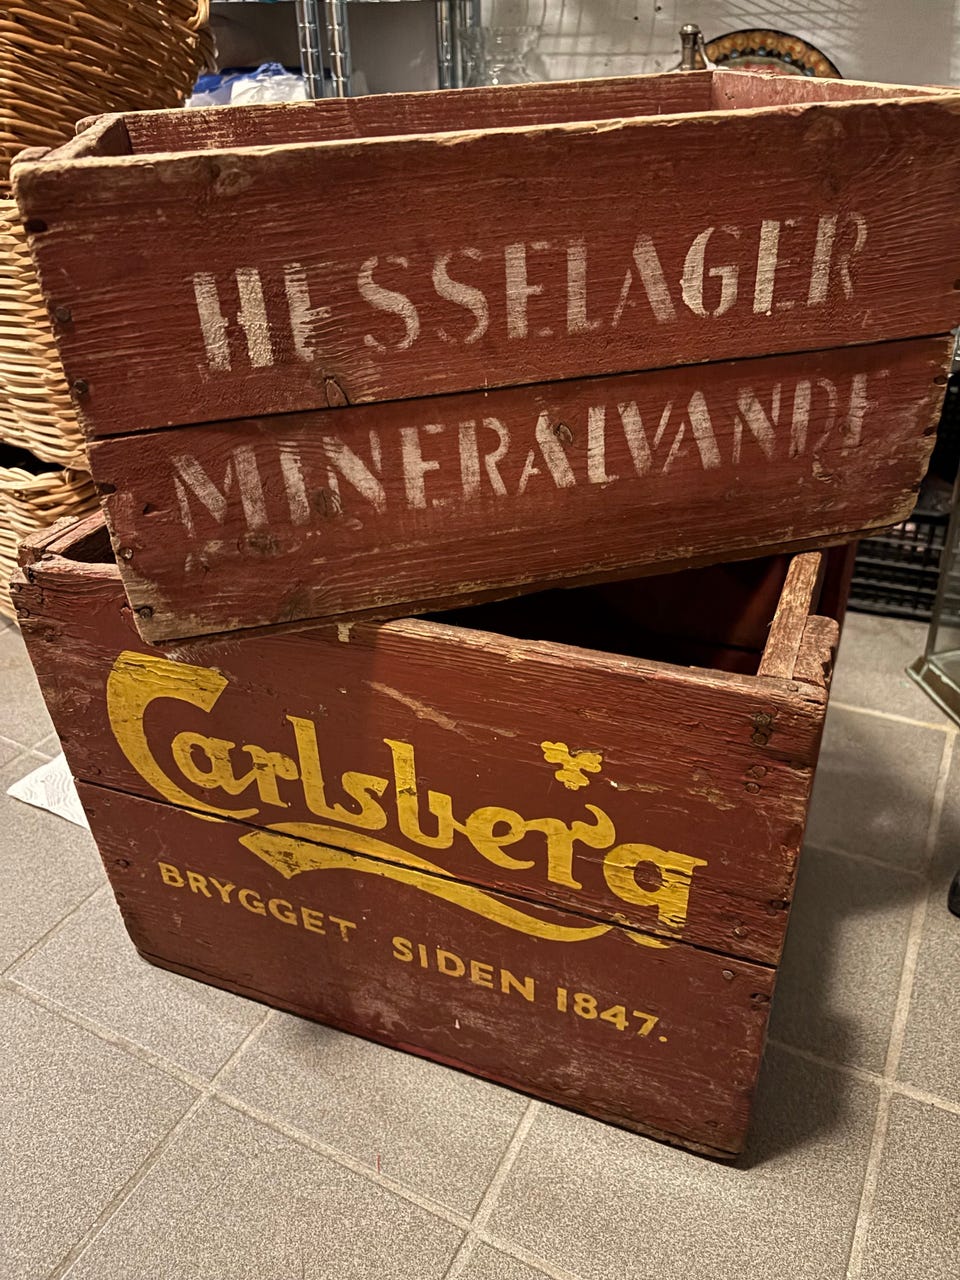 HESSELAGER
MINERALVANDE
Carlsberg
BRYGGET SIDEN 1847.